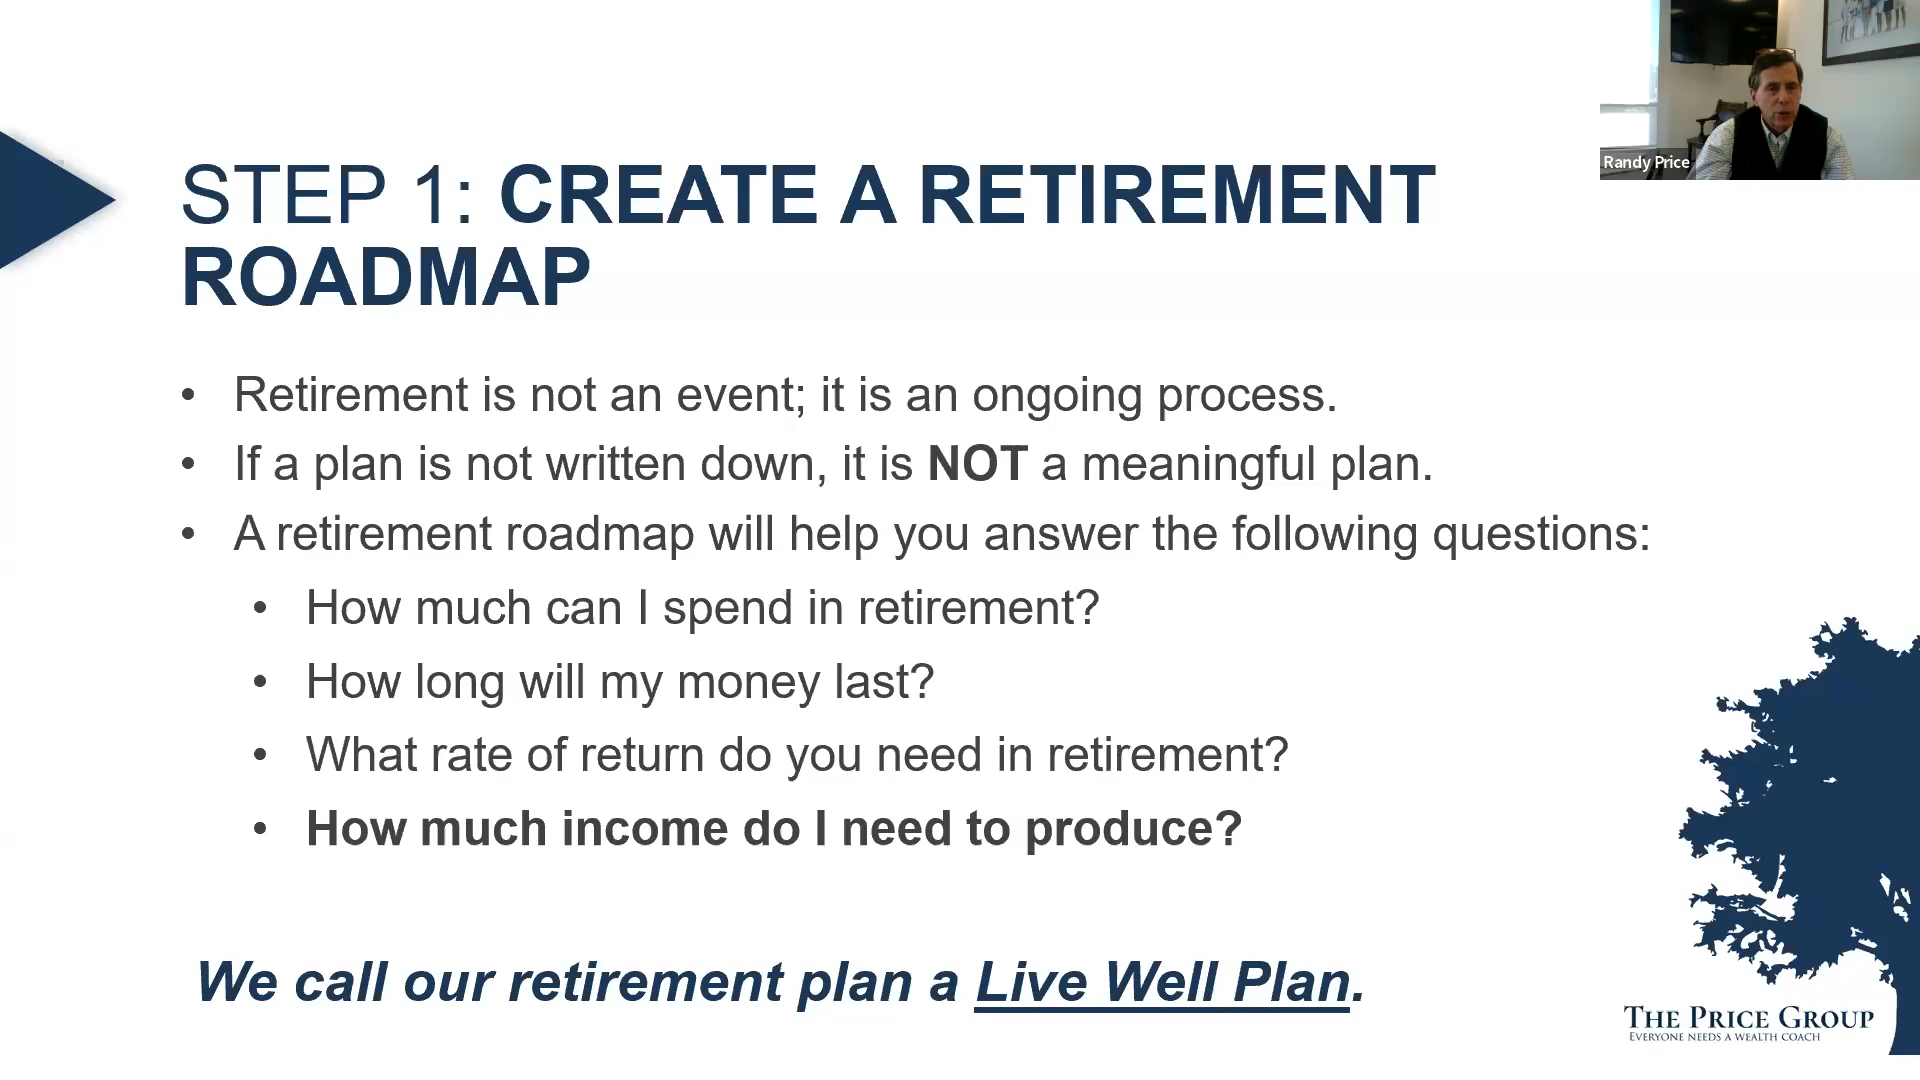 Randy Price
STEP 1: CREATE A RETIREMENT
ROADMAP
• Retirement is not an event; it is an ongoing process.
• If a plan is not written down, it is NOT a meaningful plan.
• A retirement roadmap will help you answer the following questions:
• How much can I spend in retirement?
• How long will my money last?
• What rate of return do you need in retirement?
• How much income do I need to produce?
We call our retirement plan a Live Well Plan.
THE PRICE GROUP
EVERYONE NEEDS A WEALTH COACH